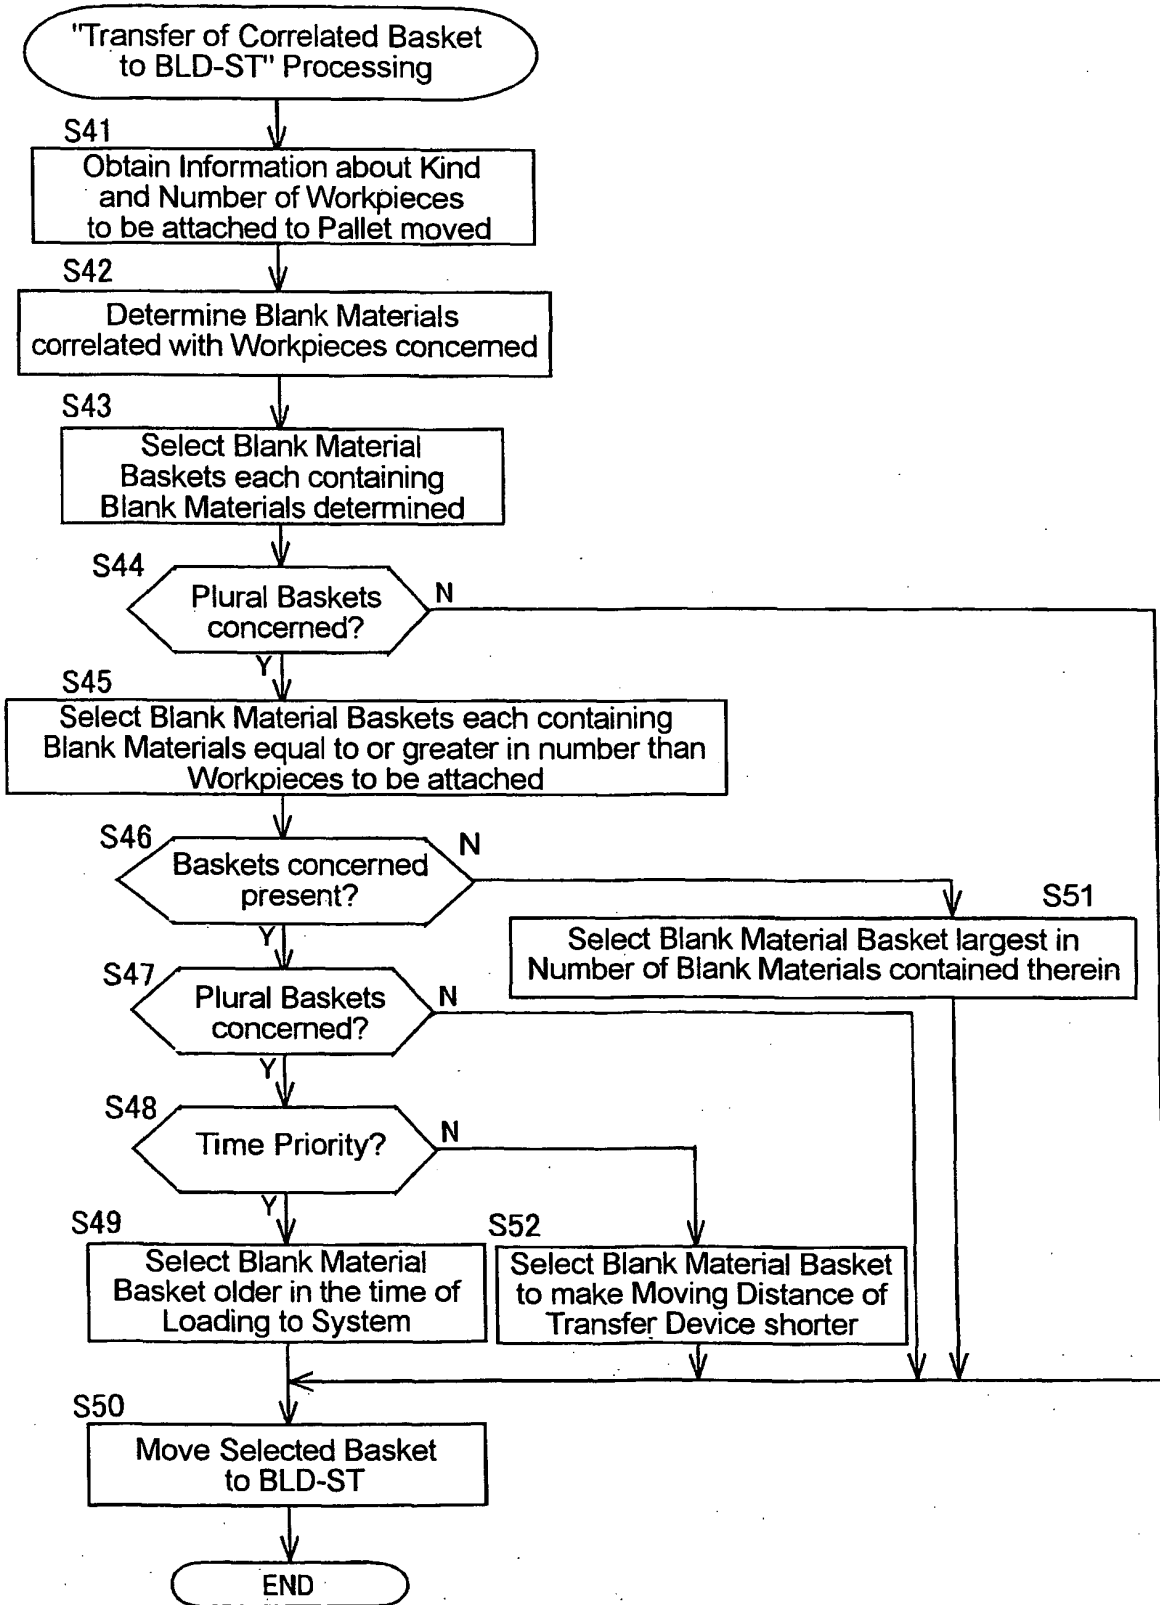 "Transfer of Correlated Basket
to BLD-ST" Processing
S41
Obtain Information about Kind
and Number of Workpieces
to be attached to Pallet moved
S42
Determine Blank Materials
correlated with Workpieces concerned
S43
Select Blank Material
Baskets each containing
Blank Materials determined
S44
Plural Baskets
concerned?
N
Y
S45
Select Blank Material Baskets each containing
Blank Materials equal to or greater in number than
Workpieces to be attached
S46
Baskets concerned
present?
N
Y
S51
Select Blank Material Basket largest in
Number of Blank Materials contained therein
S47
Plural Baskets
concerned?
N
Y
S48
Time Priority?
N
Y
S49
Select Blank Material
Basket older in the time of
Loading to System
S52
Select Blank Material Basket
to make Moving Distance of
Transfer Device shorter
S50
Move Selected Basket
to BLD-ST
END